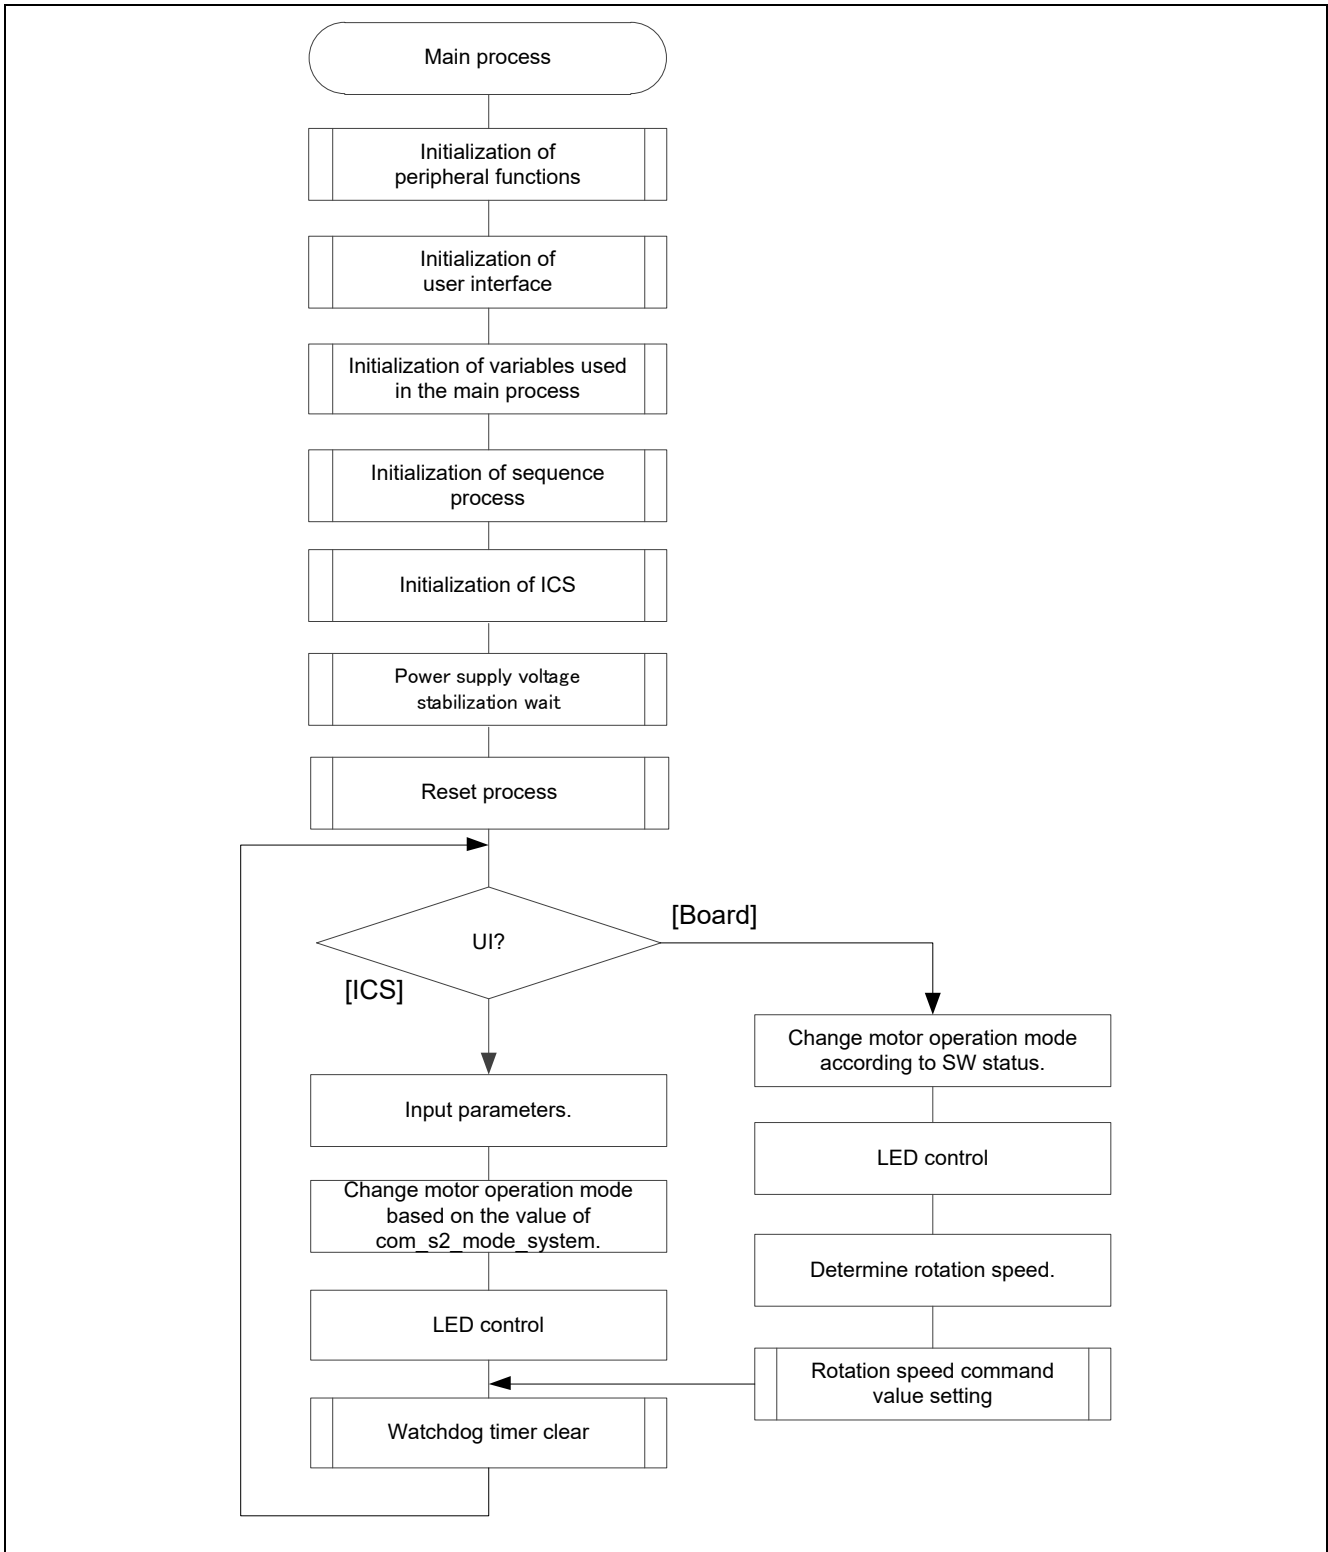 Main process
Initialization of
peripheral functions
Initialization of
user interface
Initialization of variables used
in the main process
Initialization of sequence
process
Initialization of ICS
Power supply voltage
stabilization wait
Reset process
UI?
[Board]
[ICS]
Input parameters.
Change motor operation mode
based on the value of
com_s2_mode_system.
LED control
Change motor operation mode
according to SW status.
LED control
Determine rotation speed.
Rotation speed command
value setting
Watchdog timer clear